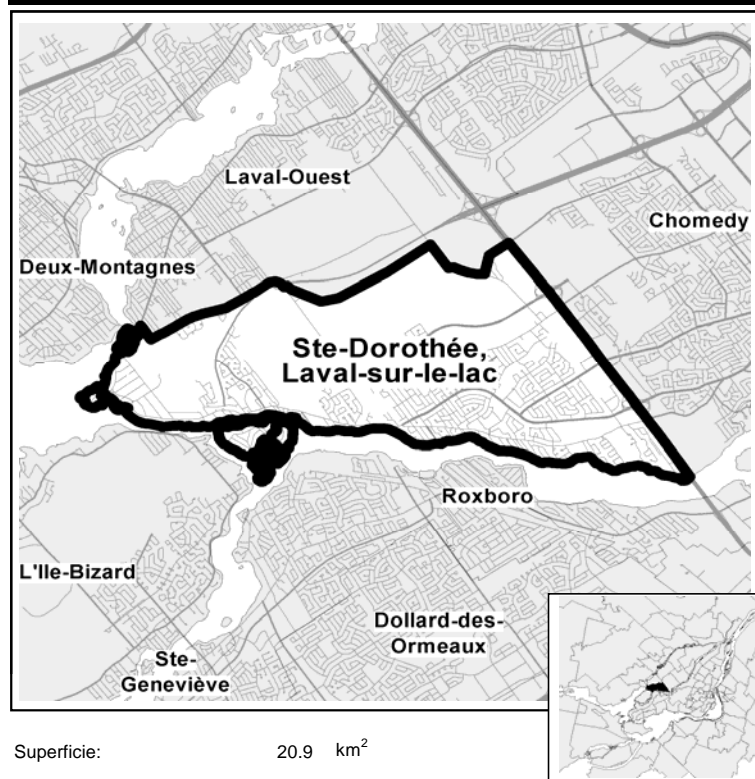 Laval-Ouest
Chomedy
Deux-Montagnes
Ste-Dorothée,
Laval-sur-le-lac
Roxboro
L'Ile-Bizard
Dollard-des-
Ormeaux
Ste-
Geneviève
Superficie: 20.9 km²